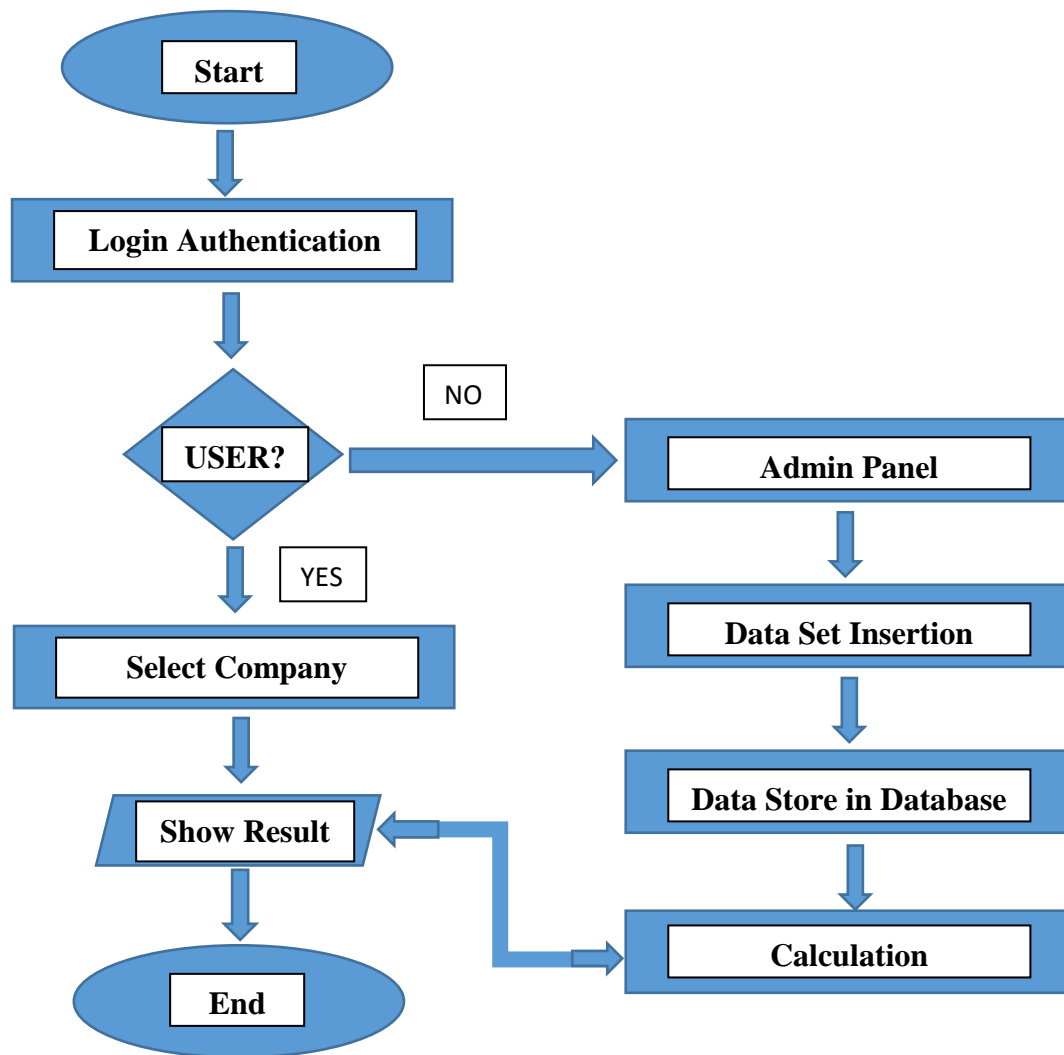 Start
Login Authentication
USER?
NO
Admin Panel
YES
Data Set Insertion
Select Company
Data Store in Database
Show Result
Calculation
End